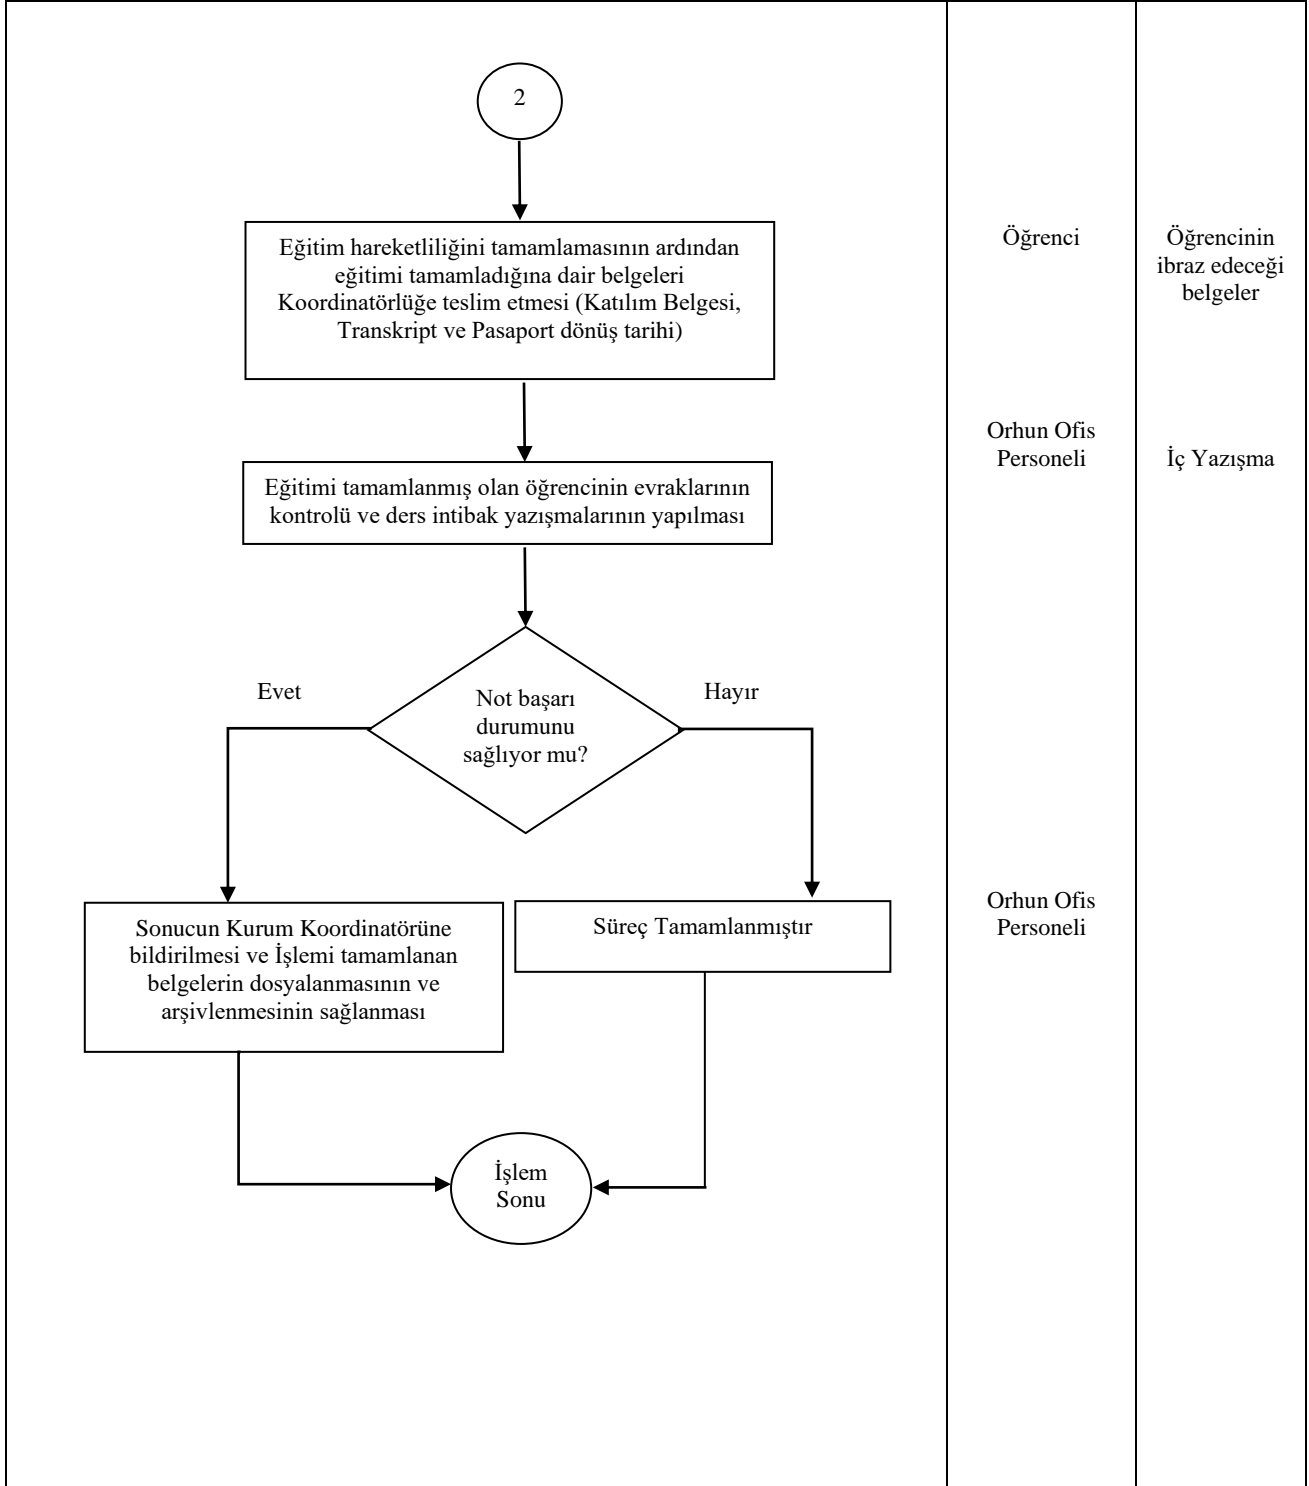 2
Eğitim hareketliliğini tamamlamasının ardından
eğitimi tamamladığına dair belgeleri
Koordinatörlüğe teslim etmesi (Katılım Belgesi,
Transkript ve Pasaport dönüş tarihi)
Öğrenci
Öğrencinin
ibraz edeceği
belgeler
Eğitimi tamamlanmış olan öğrencinin evraklarının
kontrolü ve ders intibak yazışmalarının yapılması
Orhun Ofis
Personeli
İç Yazışma
Evet
Hayır
Not başarı
durumunu
sağlıyor mu?
Sonucun Kurum Koordinatörüne
bildirilmesi ve İşlemi tamamlanan
belgelerin dosyalanmasının ve
arşivlenmesinin sağlanması
Süreç Tamamlanmıştır
Orhun Ofis
Personeli
İşlem
Sonu